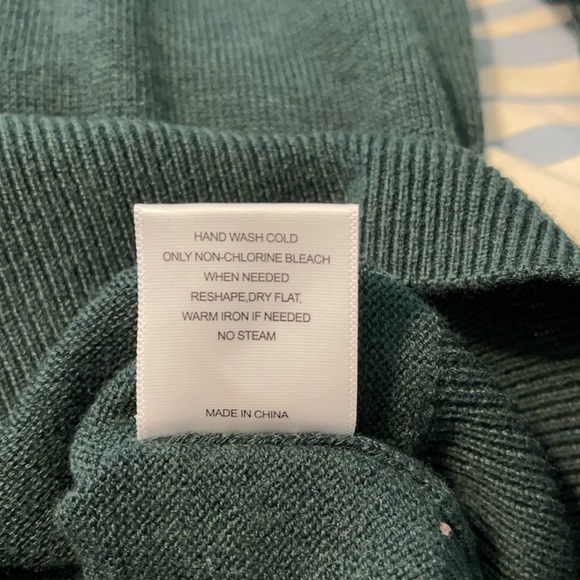 HAND WASH COLD
ONLY NON-CHLORINE BLEACH
WHEN NEEDED
RESHAPE,DRY FLAT,
WARM IRON IF NEEDED
NO STEAM
MADE IN CHINA